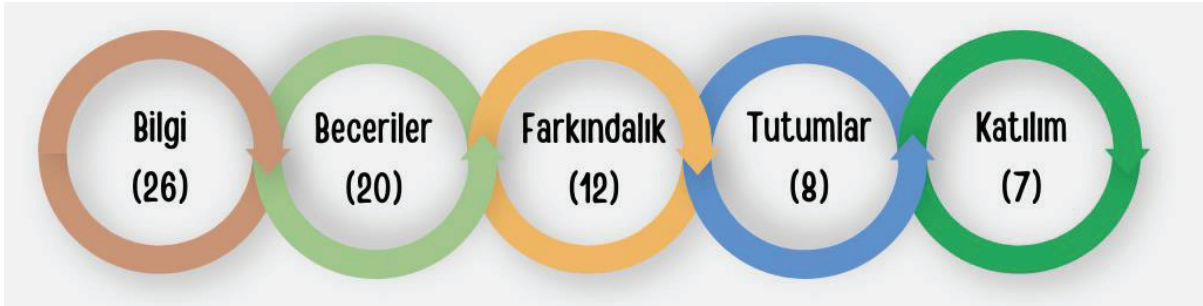 Bilgi
(26)
Beceriler
(20)
Farkındalık
(12)
Tutumlar
(8)
Katılım
(7)